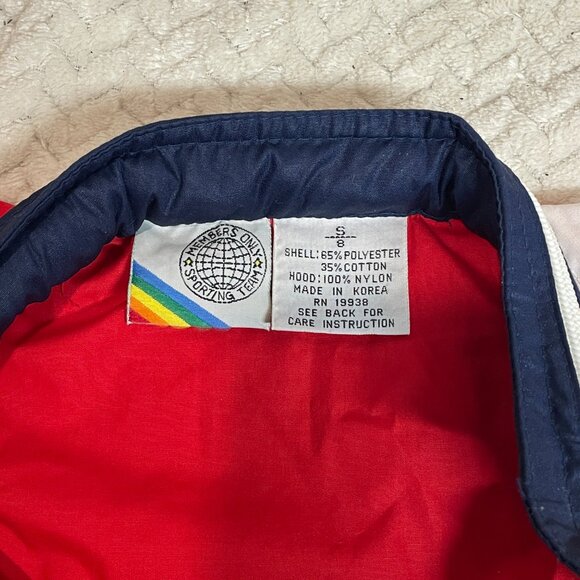 MEMBERS ONLY
SPORTING TEAM
S
8
SHELL: 65% POLYESTER
35% COTTON
HOOD: 100% NYLON
MADE IN KOREA
RN 19938
SEE BACK FOR
CARE INSTRUCTION